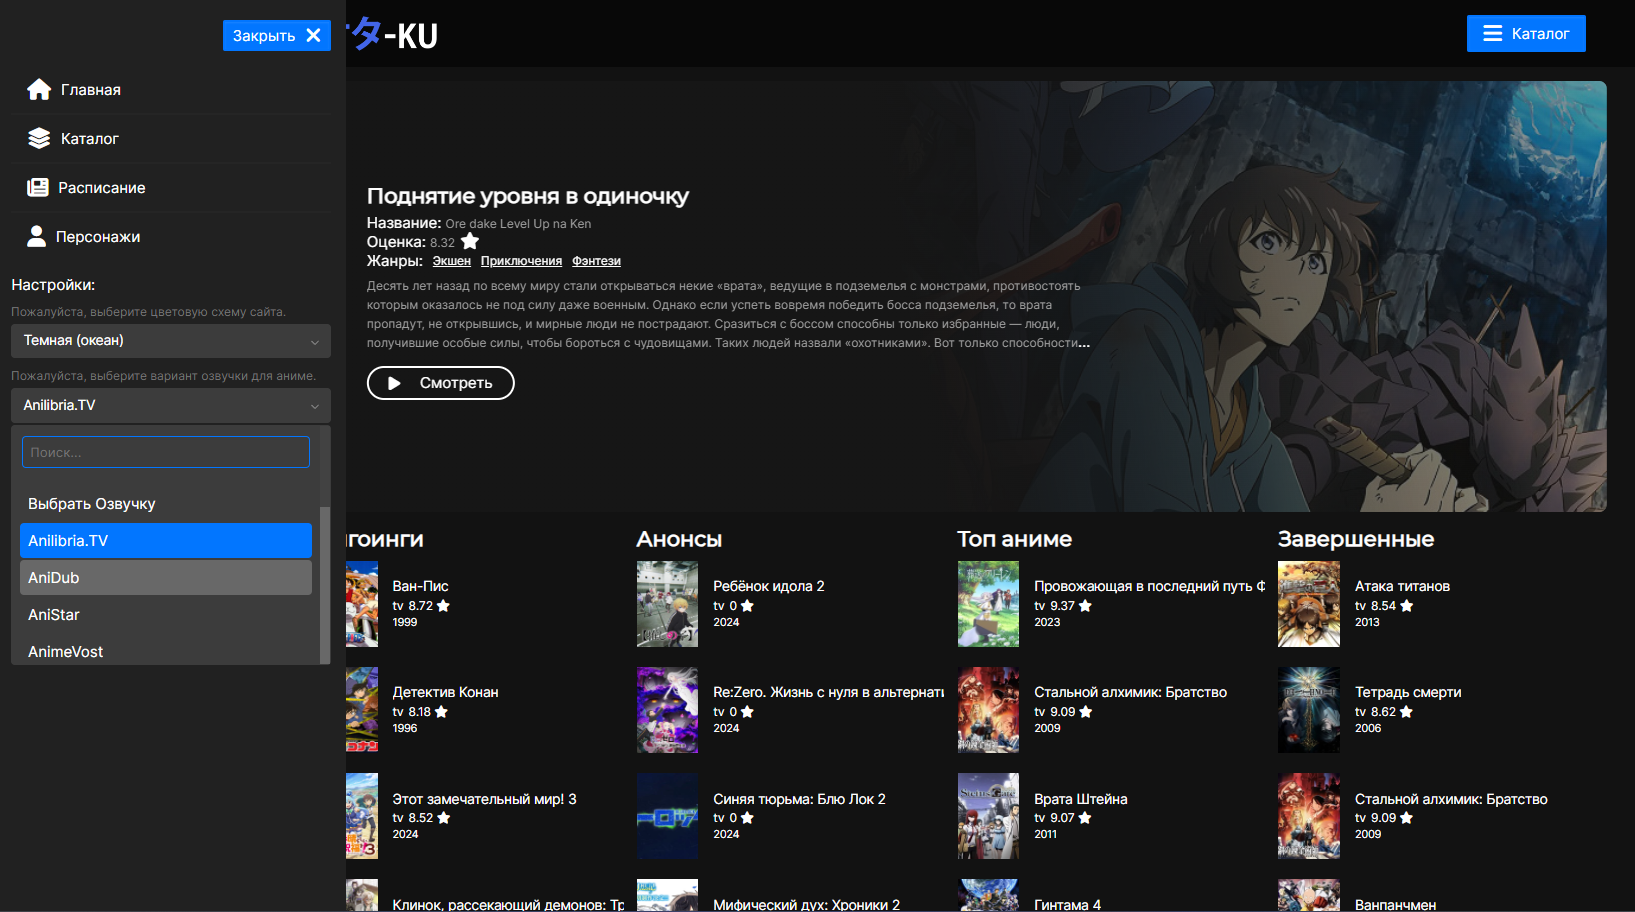 Закрыть
Главная
Каталог
Расписание
Персонажи
Настройки:
Пожалуйста, выберите цветовую схему сайта.
Темная (океан)
Пожалуйста, выберите вариант озвучки для аниме.
Anilibria.TV
Поиск...
Выбрать Озвучку
Anilibria.TV
AniDub
AniStar
AnimeVost
タ-KU
Каталог
Поднятие уровня в одиночку
Название: Ore dake Level Up na Ken
Оценка: 8.32
Жанры: Экшен Приключения Фэнтези
Десять лет назад по всему миру стали открываться некие «врата», ведущие в подземелья с монстрами, противостоять
которым оказалось не под силу даже военным. Однако если успеть вовремя победить босса подземелья, то врата
пропадут, не открывшись, и мирные люди не пострадают. Сразиться с боссом способны только избранные — люди,
получившие особые силы, чтобы бороться с чудовищами. Таких людей назвали «охотниками». Вот только способности...
Смотреть
нгоинги
Ван-Пис
tv 8.72
1999
Детектив Конан
tv 8.18
1996
Этот замечательный мир! 3
tv 8.52
2024
Клинок, рассекающий демонов: Тр
Анонсы
Ребёнок идола 2
tv 0
2024
Re:Zero. Жизнь с нуля в альтернати
tv 0
2024
Синяя тюрьма: Блю Лок 2
tv 0
2024
Мифический дух: Хроники 2
Топ аниме
Провожающая в последний путь Ф
tv 9.37
2023
Стальной алхимик: Братство
tv 9.09
2009
Врата Штейна
tv 9.07
2011
Гинтама 4
Завершенные
Атака титанов
tv 8.54
2013
Тетрадь смерти
tv 8.62
2006
Стальной алхимик: Братство
tv 9.09
2009
Ванпанчмен